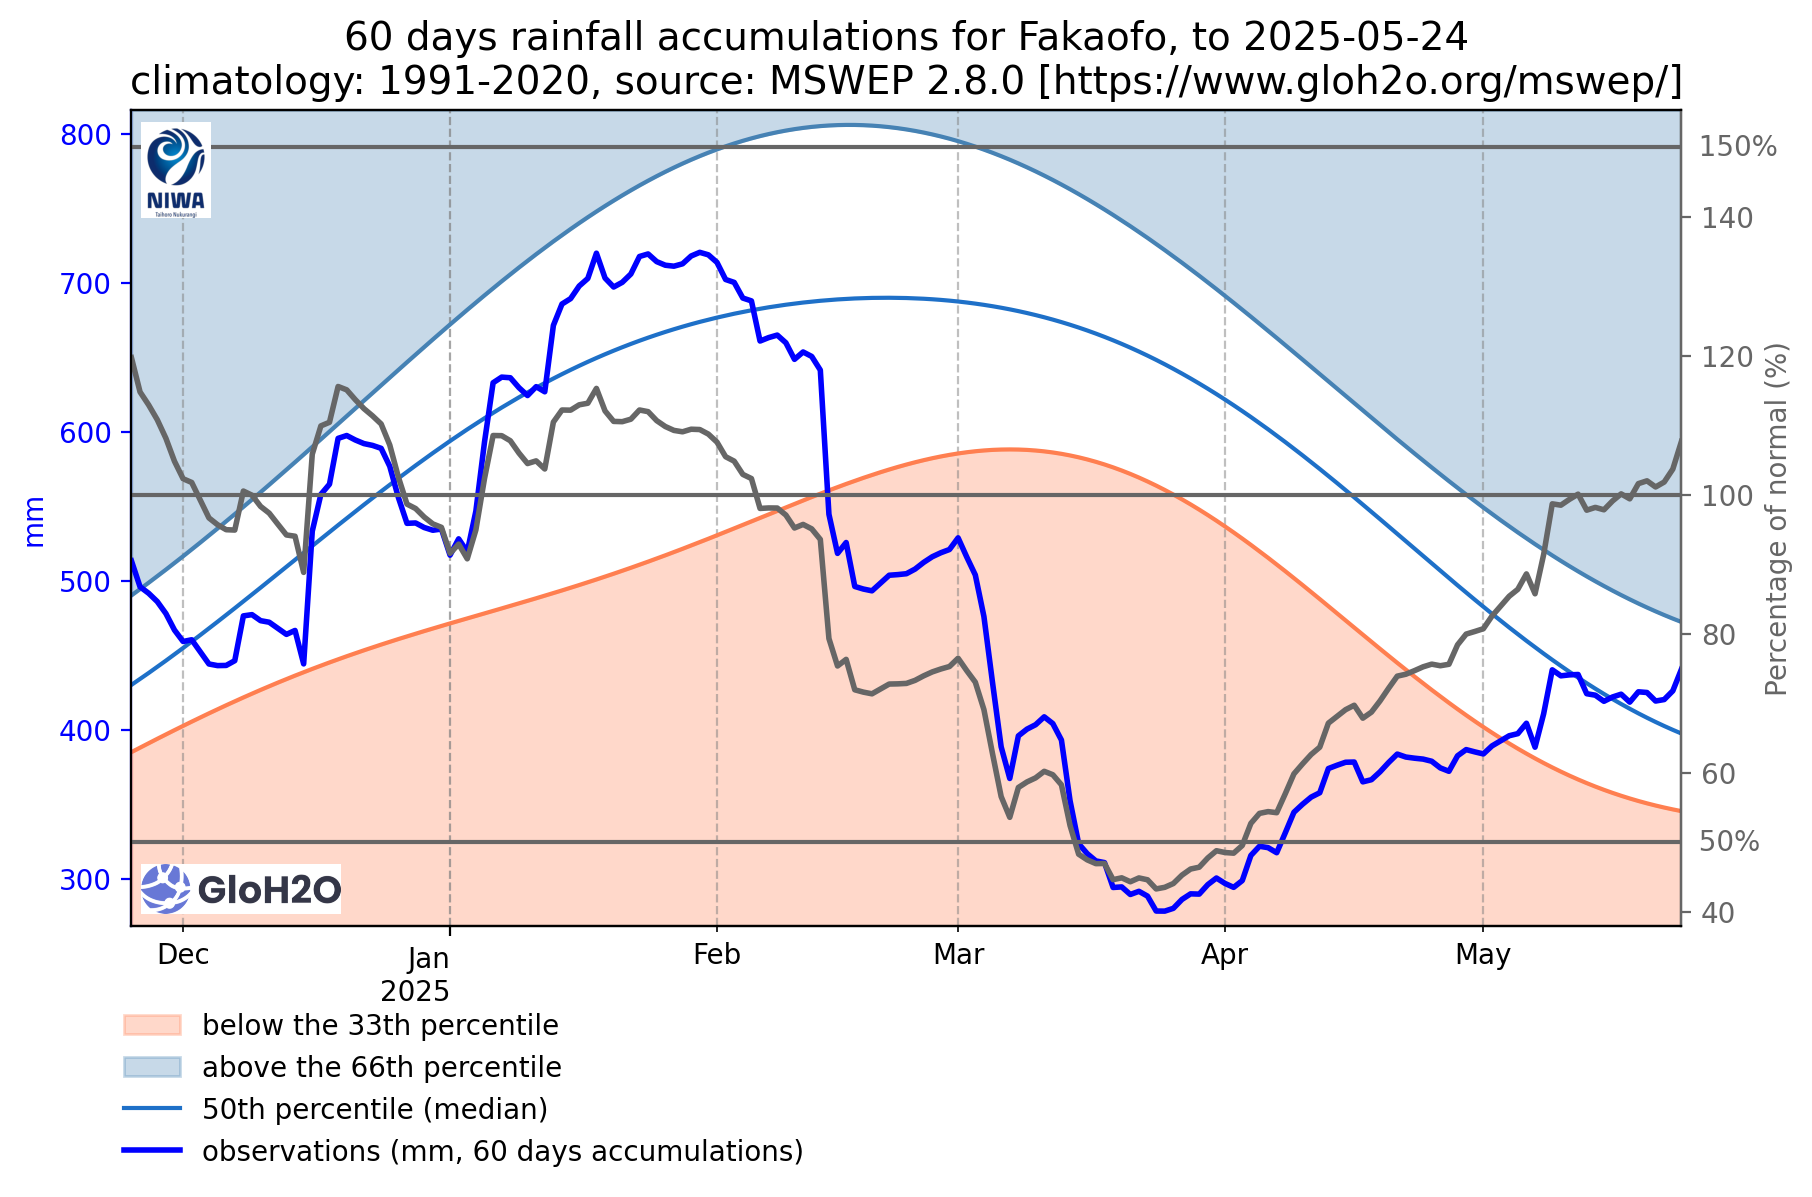 60 days rainfall accumulations for Fakaofo, to 2025-05-24
climatology: 1991-2020, source: MSWEP 2.8.0 [https://www.gloh2o.org/mswep/]
800
700
600
500
400
300
mm
NIWA
Taihoro Nukurangi
GloH2O
150%
140
120
100
80
60
50%
40
Percentage of normal (%)
Dec
Jan
2025
Feb
Mar
Apr
May
below the 33th percentile
above the 66th percentile
50th percentile (median)
observations (mm, 60 days accumulations)